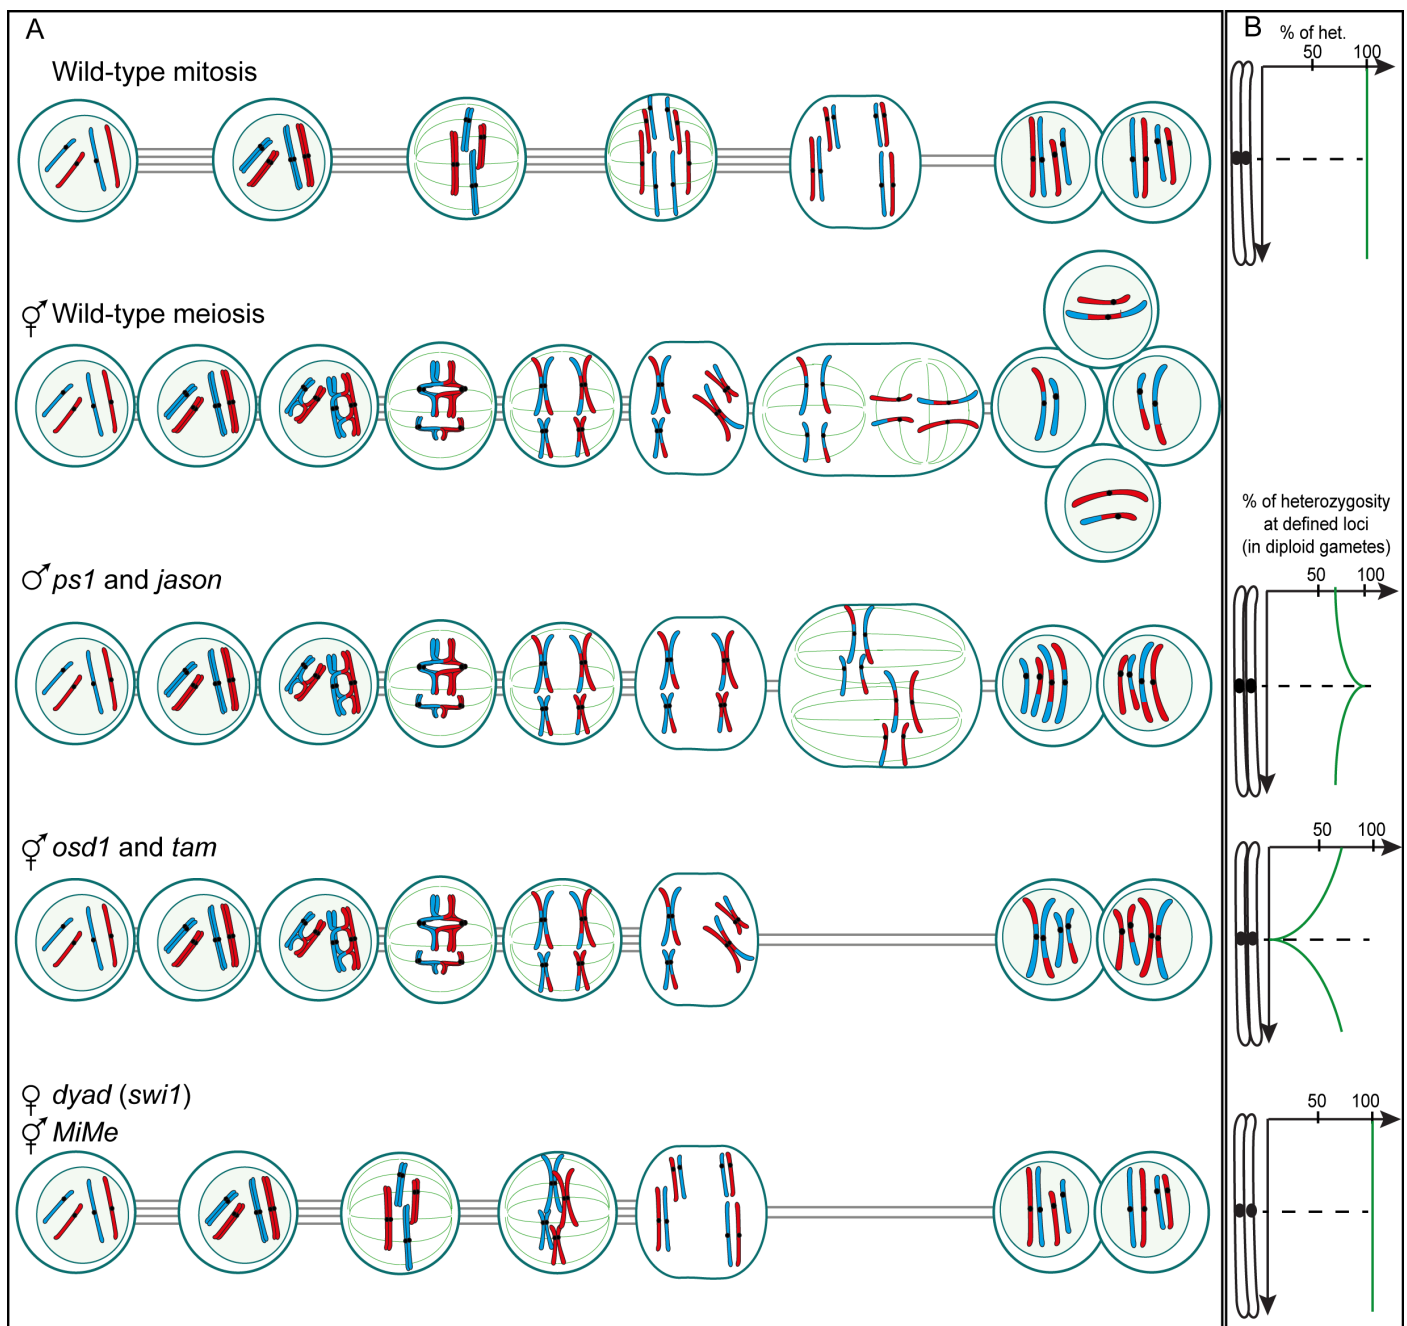 A
Wild-type mitosis
⚥ Wild-type meiosis
♂ ps1 and jason
⚥ osd1 and tam
♀ dyad (swi1)
⚥ MiMe
B
% of het.
50 100
% of heterozygosity
at defined loci
(in diploid gametes)
50 100
50 100
50 100